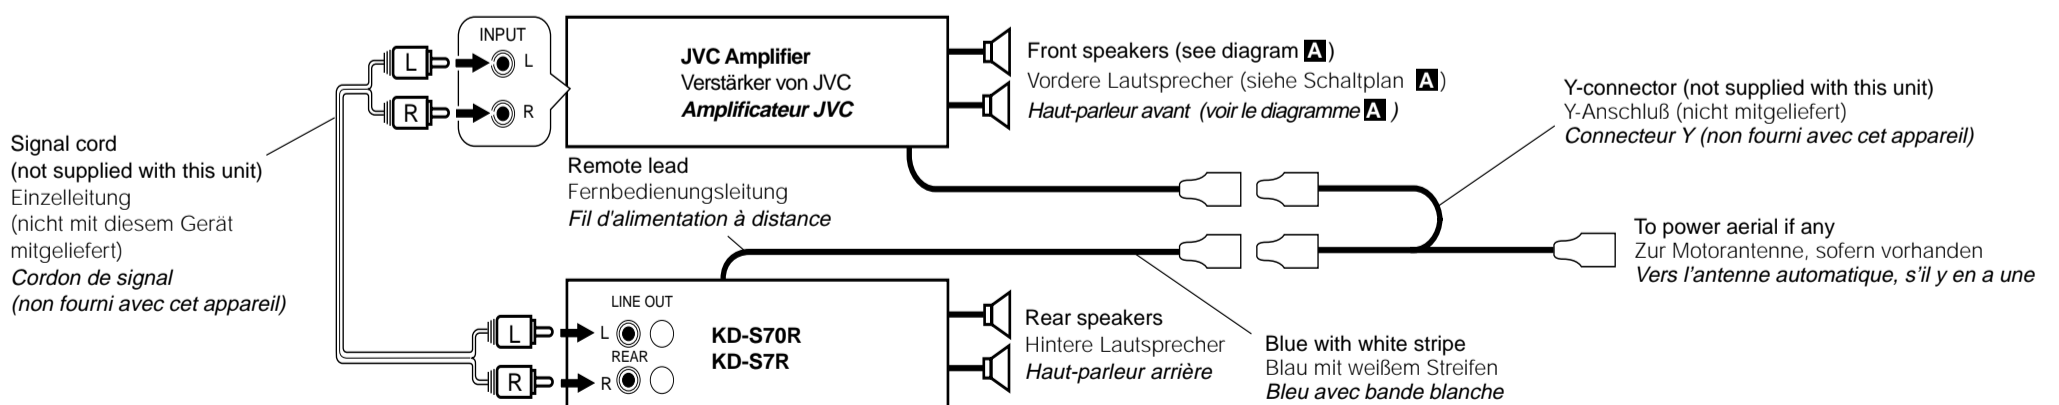 INPUT
L
R
L
R
JVC Amplifier
Verstärker von JVC
Amplificateur JVC
Front speakers (see diagram A)
Vordere Lautsprecher (siehe Schaltplan A)
Haut-parleur avant (voir le diagramme A )
Y-connector (not supplied with this unit)
Y-Anschluß (nicht mitgeliefert)
Connecteur Y (non fourni avec cet appareil)
Signal cord
(not supplied with this unit)
Einzelleitung
(nicht mit diesem Gerät
mitgeliefert)
Cordon de signal
(non fourni avec cet appareil)
Remote lead
Fernbedienungsleitung
Fil d'alimentation à distance
To power aerial if any
Zur Motorantenne, sofern vorhanden
Vers l'antenne automatique, s'il y en a une
L
R
LINE OUT
L
REAR
R
KD-S70R
KD-S7R
Rear speakers
Hintere Lautsprecher
Haut-parleur arrière
Blue with white stripe
Blau mit weißem Streifen
Bleu avec bande blanche